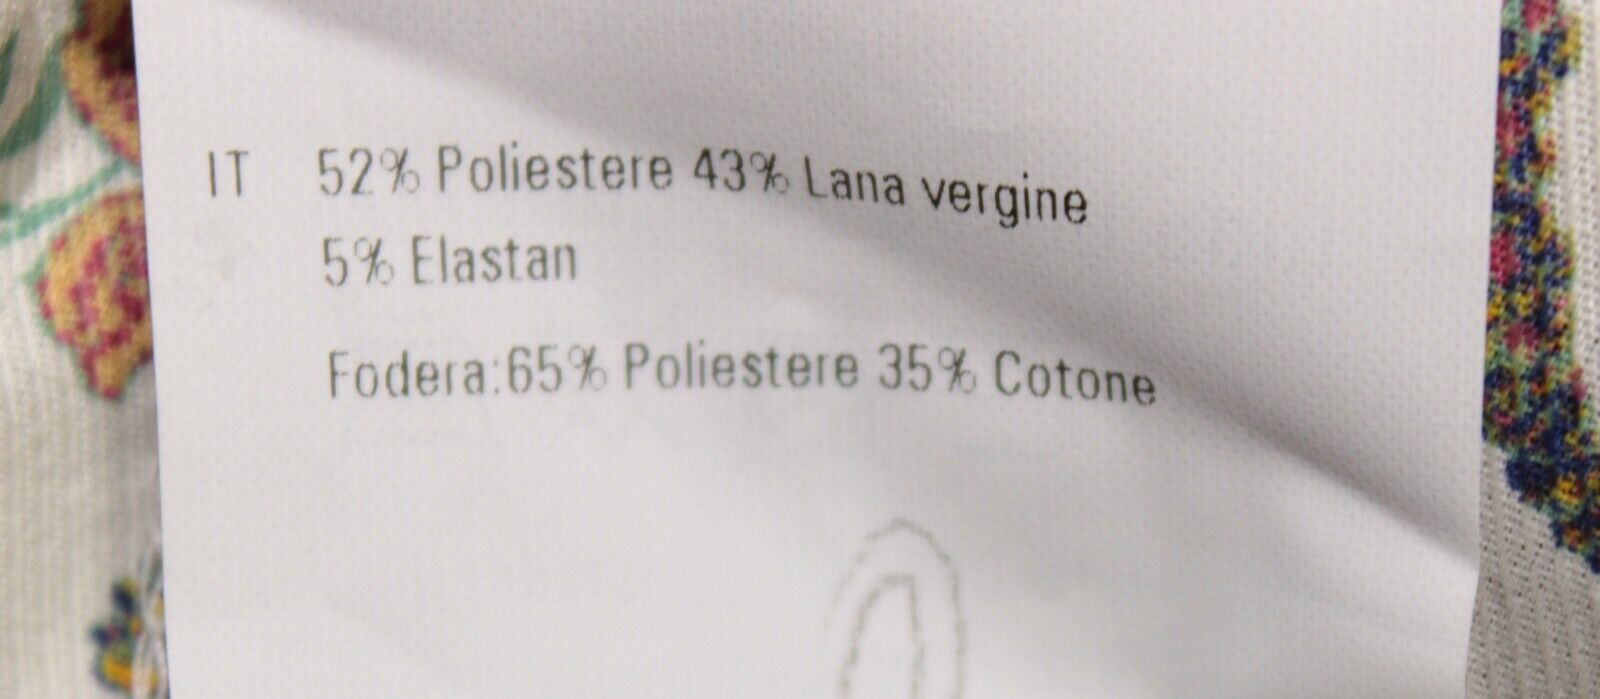 IT 52% Poliestere 43% Lana vergine
5% Elastan
Fodera:65% Poliestere 35% Cotone